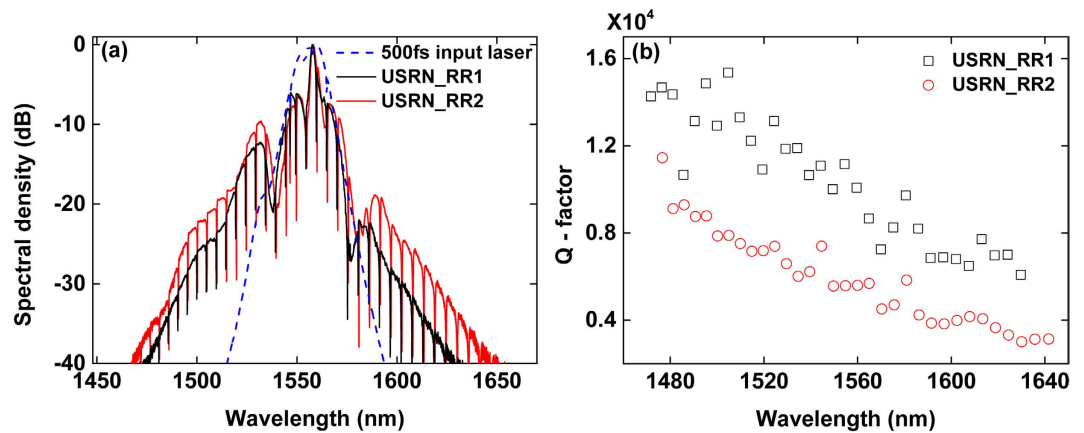 (a)
500fs input laser
USRN_RR1
USRN_RR2
0
-10
-20
-30
-40
Spectral density (dB)
1450
1500
1550
1600
1650
Wavelength (nm)
X10⁴
(b)
USRN_RR1
USRN_RR2
1.6
1.2
0.8
0.4
Q - factor
1480
1520
1560
1600
1640
Wavelength (nm)